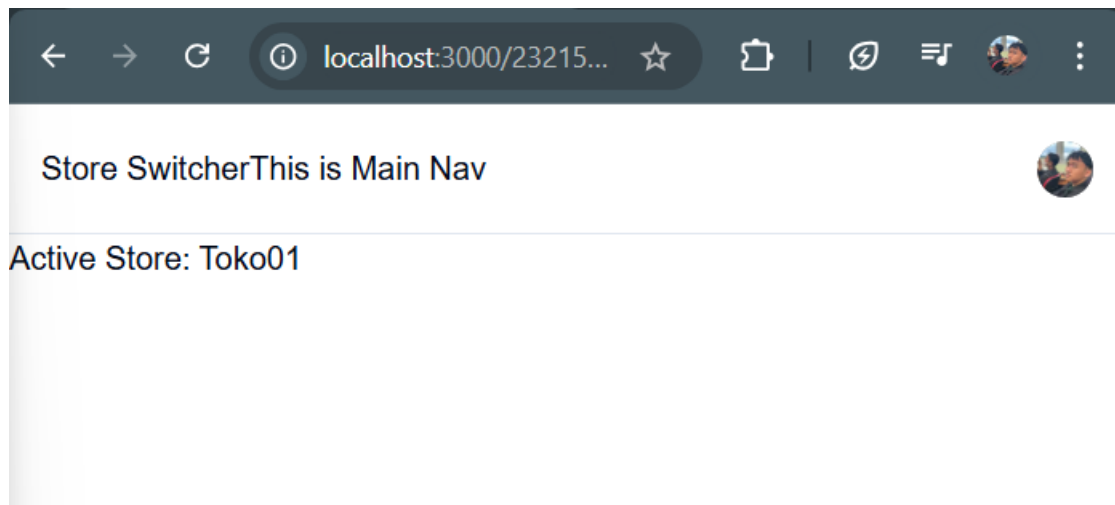 localhost:3000/23215...
Store SwitcherThis is Main Nav
Active Store: Toko01